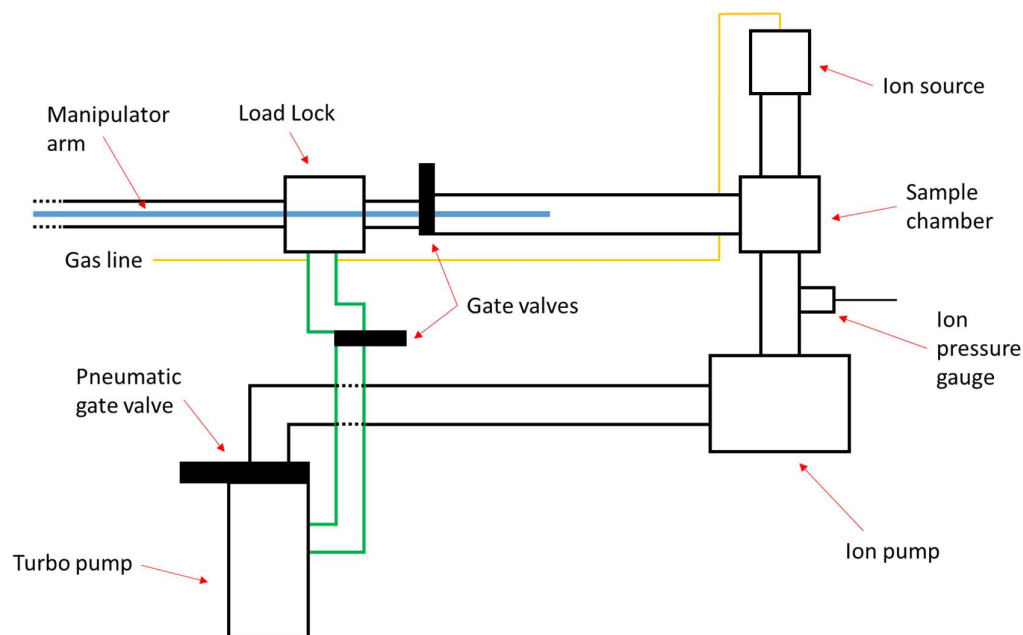 Ion source
Manipulator
arm
Load Lock
Sample
chamber
Gas line
Gate valves
Ion
pressure
gauge
Pneumatic
gate valve
Turbo pump
Ion pump